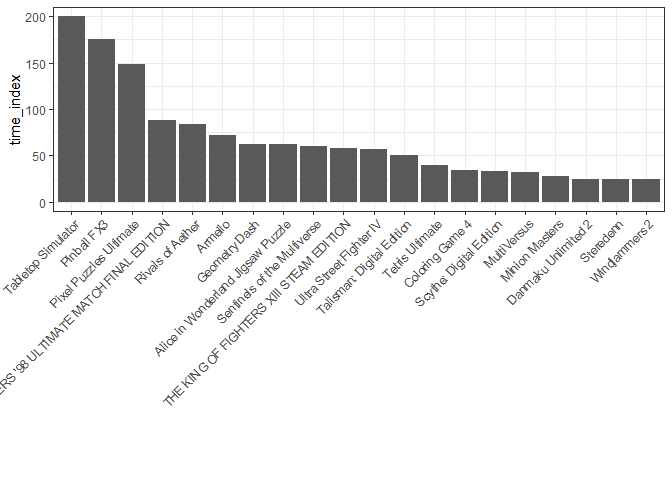 time_index
200
150
100
50
0
Tabletop Simulator
Pinball FX3
Pixel Puzzles Ultimate
ERS '98 ULTIMATE MATCH FINAL EDITION
Rivals of Aether
Armello
Geometry Dash
Alice in Wonderland Jigsaw Puzzle
Sentinels of the Multiverse
THE KING OF FIGHTERS XIII STEAM EDITION
Ultra Street Fighter IV
Talisman: Digital Edition
Tetris Ultimate
Coloring Game 4
Scythe: Digital Edition
MultiVersus
Minion Masters
Danmaku Unlimited 2
Steredenn
Windjammers 2